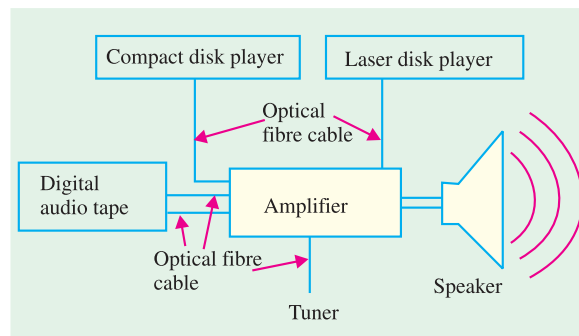 Compact disk player
Laser disk player
Optical
fibre cable
Digital
audio tape
Amplifier
Optical fibre
cable
Speaker
Tuner